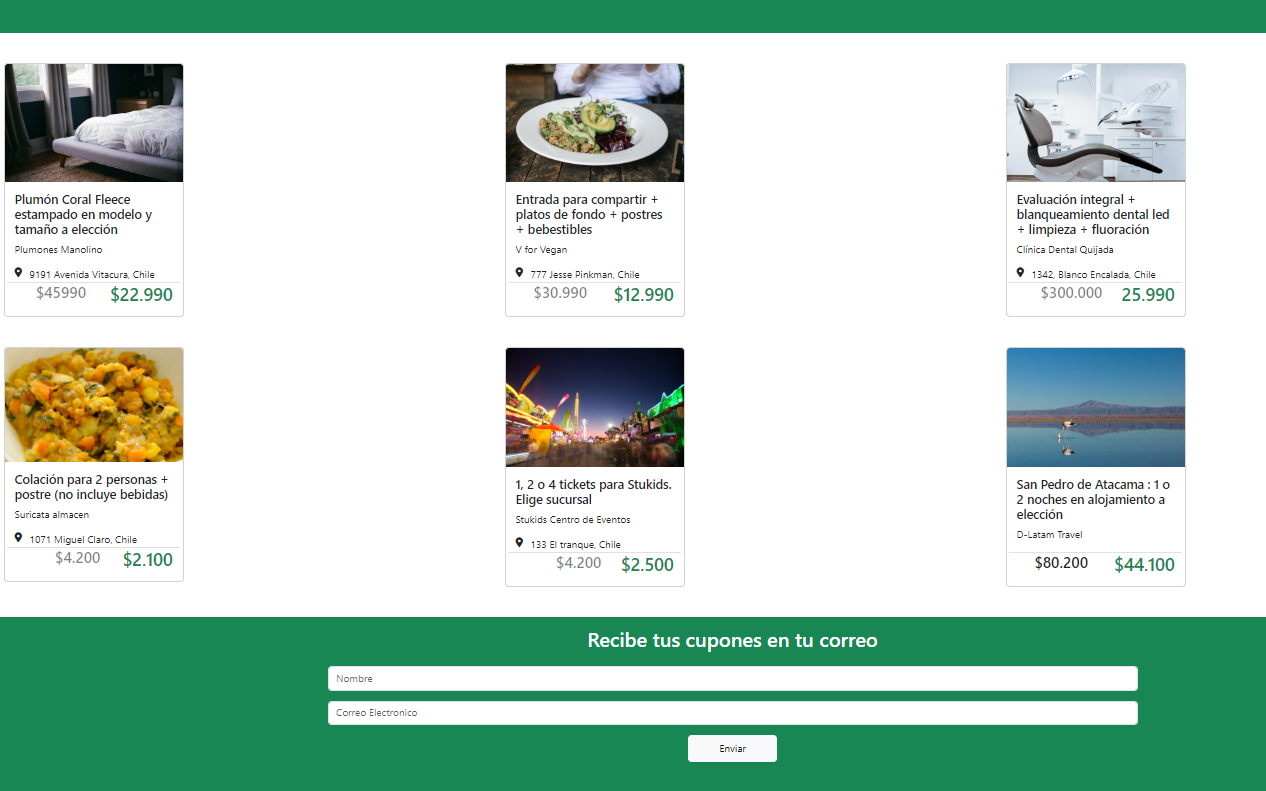 Plumón Coral Fleece
estampado en modelo y
tamaño a elección
Plumones Manolino
9191 Avenida Vitacura, Chile
$45990 $22.990
Entrada para compartir +
platos de fondo + postres
+ bebestibles
V for Vegan
777 Jesse Pinkman, Chile
$30.990 $12.990
Evaluación integral +
blanqueamiento dental led
+ limpieza + fluoración
Clínica Dental Quijada
1342, Blanco Encalada, Chile
$300.000 25.990
Colación para 2 personas +
postre (no incluye bebidas)
Suricata almacen
1071 Miguel Claro, Chile
$4.200 $2.100
1, 2 o 4 tickets para Stukids.
Elige sucursal
Stukids Centro de Eventos
133 El tranque, Chile
$4.200 $2.500
San Pedro de Atacama : 1 o
2 noches en alojamiento a
elección
D-Latam Travel
$80.200 $44.100
Recibe tus cupones en tu correo
Nombre
Correo Electronico
Enviar